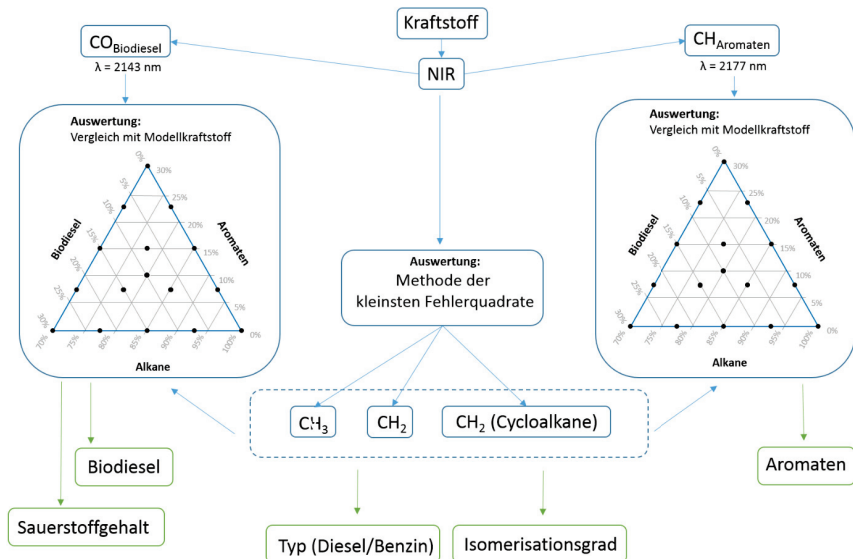 Kraftstoff
CO Biodiesel
λ = 2143 nm
NIR
CH Aromaten
λ = 2177 nm
Auswertung:
Vergleich mit Modellkraftstoff
0%
5%
10%
15%
20%
25%
30%
30%
25%
20%
15%
10%
5%
0%
70%
75%
80%
85%
90%
95%
100%
Biodiesel
Aromaten
Alkane
Auswertung:
Methode der
kleinsten Fehlerquadrate
Auswertung:
Vergleich mit Modellkraftstoff
0%
5%
10%
15%
20%
25%
30%
30%
25%
20%
15%
10%
5%
0%
70%
75%
80%
85%
90%
95%
100%
Biodiesel
Aromaten
Alkane
CH3
CH2
CH2 (Cycloalkane)
Biodiesel
Sauerstoffgehalt
Typ (Diesel/Benzin)
Isomerisationsgrad
Aromaten